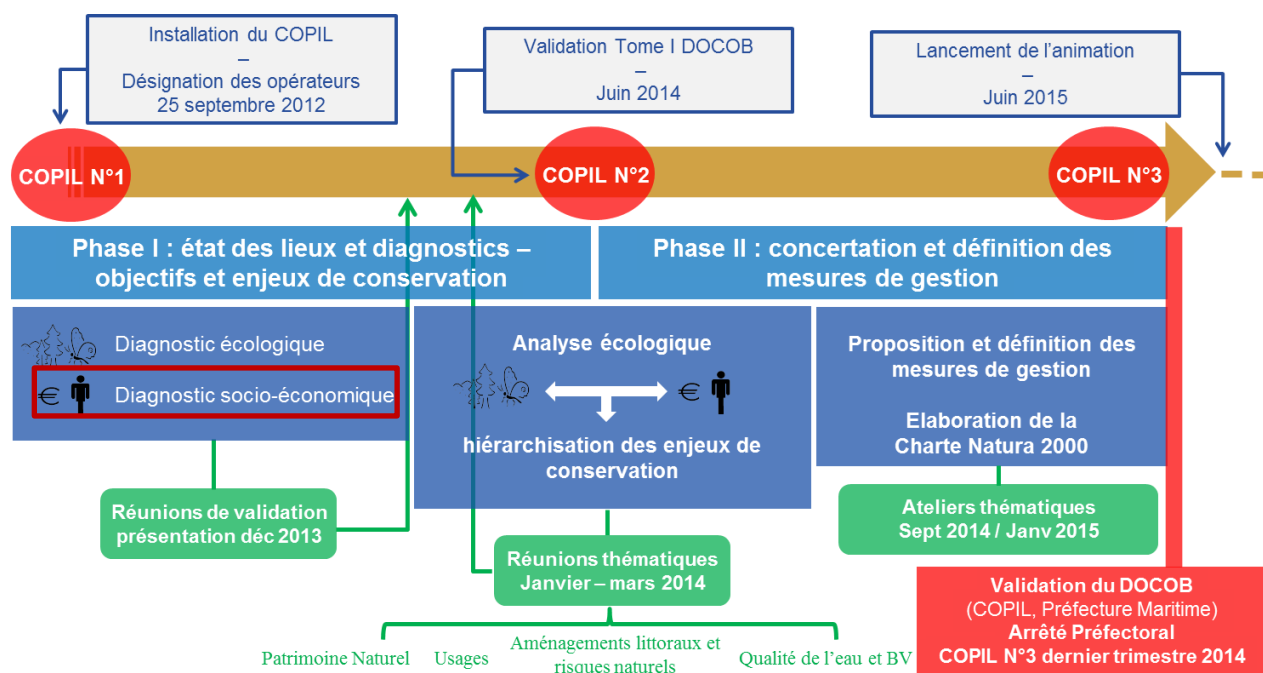 Installation du COPIL
–
Désignation des opérateurs
25 septembre 2012
Validation Tome I DOCOB
–
Juin 2014
Lancement de l'animation
–
Juin 2015
COPIL N°1
COPIL N°2
COPIL N°3
Phase I : état des lieux et diagnostics –
objectifs et enjeux de conservation
Phase II : concertation et définition des
mesures de gestion
Diagnostic écologique
€ Diagnostic socio-économique
Analyse écologique
€
hiérarchisation des enjeux de
conservation
Proposition et définition des
mesures de gestion
Elaboration de la
Charte Natura 2000
Réunions de validation
présentation déc 2013
Réunions thématiques
Janvier – mars 2014
Ateliers thématiques
Sept 2014 / Janv 2015
Patrimoine Naturel
Usages
Aménagements littoraux et
risques naturels
Qualité de l'eau et BV
Validation du DOCOB
(COPIL, Préfecture Maritime)
Arrêté Préfectoral
COPIL N°3 dernier trimestre 2014